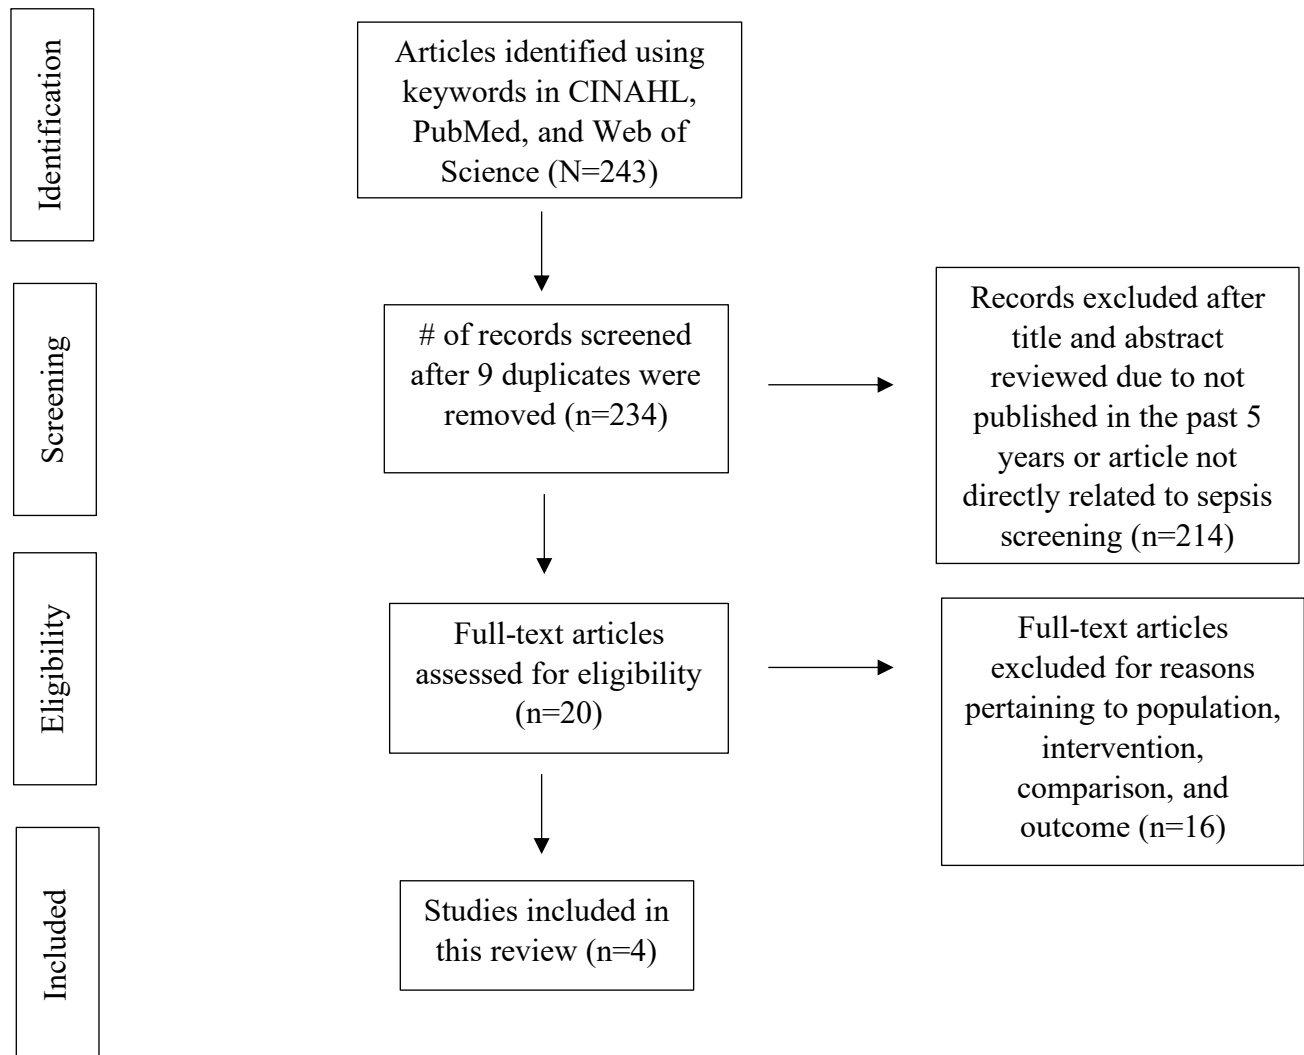 Identification
Articles identified using
keywords in CINAHL,
PubMed, and Web of
Science (N=243)
Screening
# of records screened
after 9 duplicates were
removed (n=234)
Records excluded after
title and abstract
reviewed due to not
published in the past 5
years or article not
directly related to sepsis
screening (n=214)
Eligibility
Full-text articles
assessed for eligibility
(n=20)
Full-text articles
excluded for reasons
pertaining to population,
intervention,
comparison, and
outcome (n=16)
Included
Studies included in
this review (n=4)